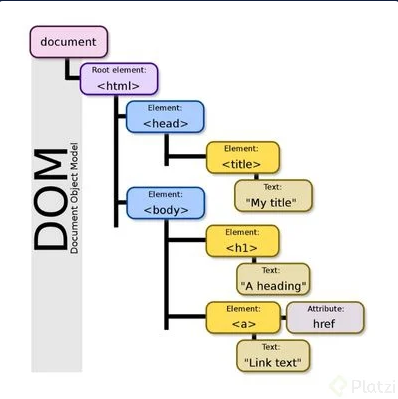 document
Root element:
<html>
Element:
<head>
Element:
<title>
Text:
"My title"
Element:
<body>
Element:
<h1>
Text:
"A heading"
Element:
<a>
Attribute:
href
Text:
"Link text"
DOM
Document Object Model
Platzi